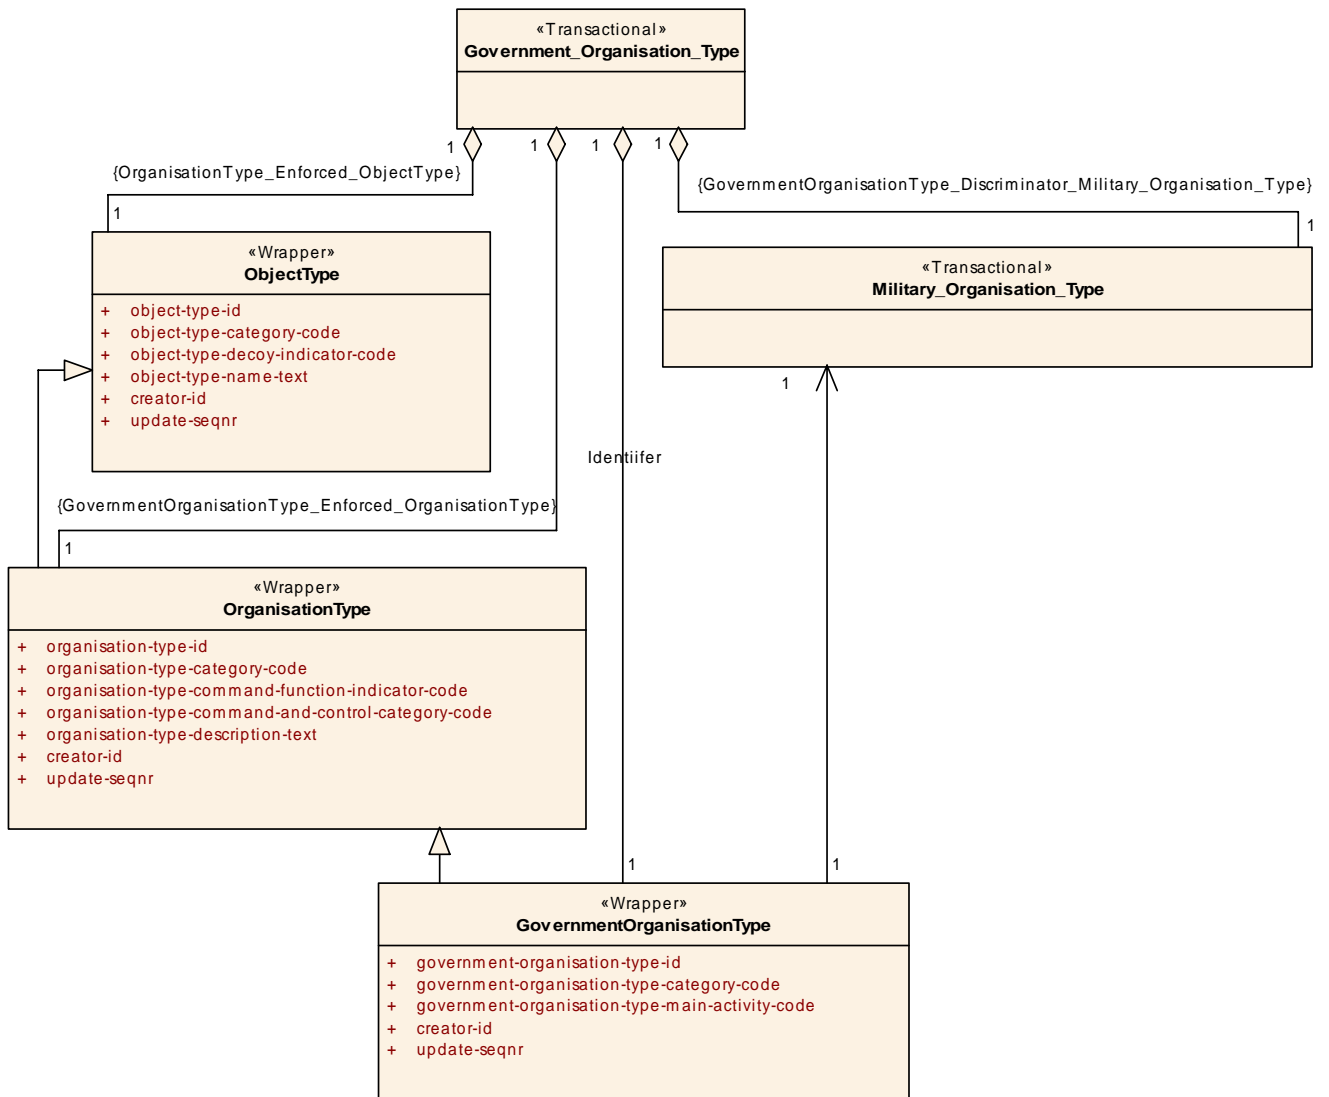 «Transactional»
Government_Organisation_Type
1
1
1
1
{OrganisationType_Enforced_ObjectType}
{GovernmentOrganisationType_Discriminator_Military_Organisation_Type}
1
1
«Wrapper»
ObjectType
+ object-type-id
+ object-type-category-code
+ object-type-decoy-indicator-code
+ object-type-name-text
+ creator-id
+ update-seqnr
«Transactional»
Military_Organisation_Type
1
Identiifer
{GovernmentOrganisationType_Enforced_OrganisationType}
1
«Wrapper»
OrganisationType
+ organisation-type-id
+ organisation-type-category-code
+ organisation-type-command-function-indicator-code
+ organisation-type-command-and-control-category-code
+ organisation-type-description-text
+ creator-id
+ update-seqnr
1
1
«Wrapper»
GovernmentOrganisationType
+ government-organisation-type-id
+ government-organisation-type-category-code
+ government-organisation-type-main-activity-code
+ creator-id
+ update-seqnr